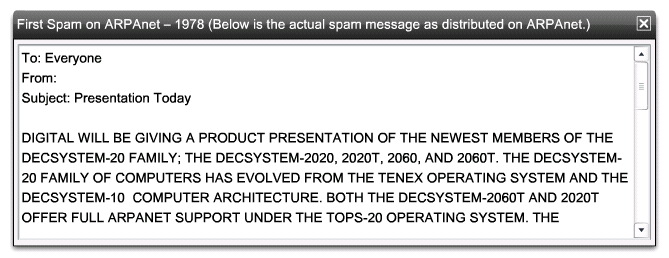 First Spam on ARPAnet – 1978 (Below is the actual spam message as distributed on ARPAnet.)
To: Everyone
From:
Subject: Presentation Today
DIGITAL WILL BE GIVING A PRODUCT PRESENTATION OF THE NEWEST MEMBERS OF THE
DECSYSTEM-20 FAMILY; THE DECSYSTEM-2020, 2020T, 2060, AND 2060T. THE DECSYSTEM-
20 FAMILY OF COMPUTERS HAS EVOLVED FROM THE TENEX OPERATING SYSTEM AND THE
DECSYSTEM-10  COMPUTER ARCHITECTURE. BOTH THE DECSYSTEM-2060T AND 2020T
OFFER FULL ARPANET SUPPORT UNDER THE TOPS-20 OPERATING SYSTEM. THE